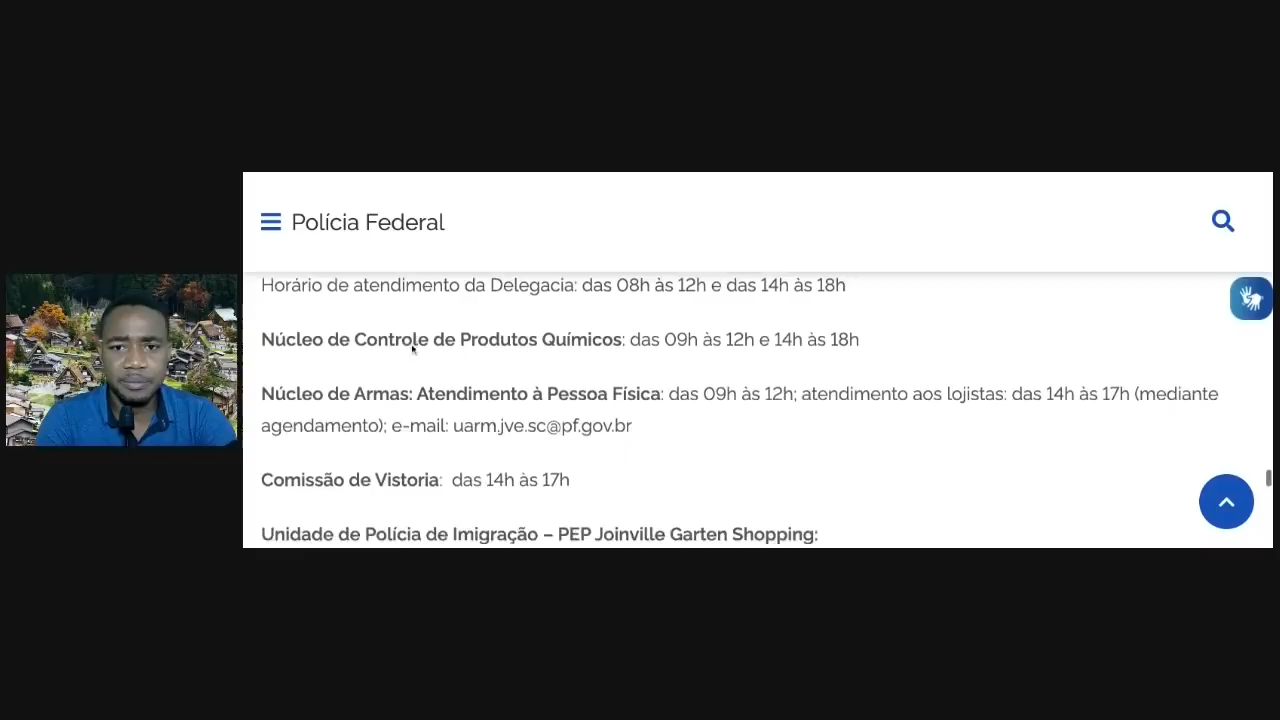 Polícia Federal
Horário de atendimento da Delegacia: das 08h às 12h e das 14h às 18h
Núcleo de Controle de Produtos Químicos: das 09h às 12h e 14h às 18h
Núcleo de Armas: Atendimento à Pessoa Física: das 09h às 12h; atendimento aos lojistas: das 14h às 17h (mediante
agendamento); e-mail: uarm.jve.sc@pf.gov.br
Comissão de Vistoria:  das 14h às 17h
Unidade de Polícia de Imigração – PEP Joinville Garten Shopping: